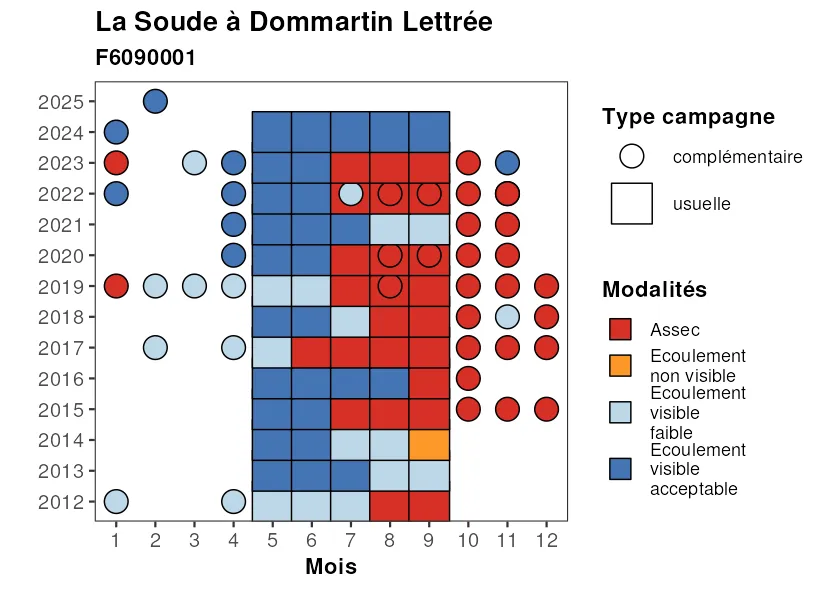 La Soude à Dommartin Lettrée
F6090001
2025
2024
2023
2022
2021
2020
2019
2018
2017
2016
2015
2014
2013
2012
1 2 3 4 5 6 7 8 9 10 11 12
Mois
Type campagne
complémentaire
usuelle
Modalités
Assec
Ecoulement
non visible
Ecoulement
visible
faible
Ecoulement
visible
acceptable